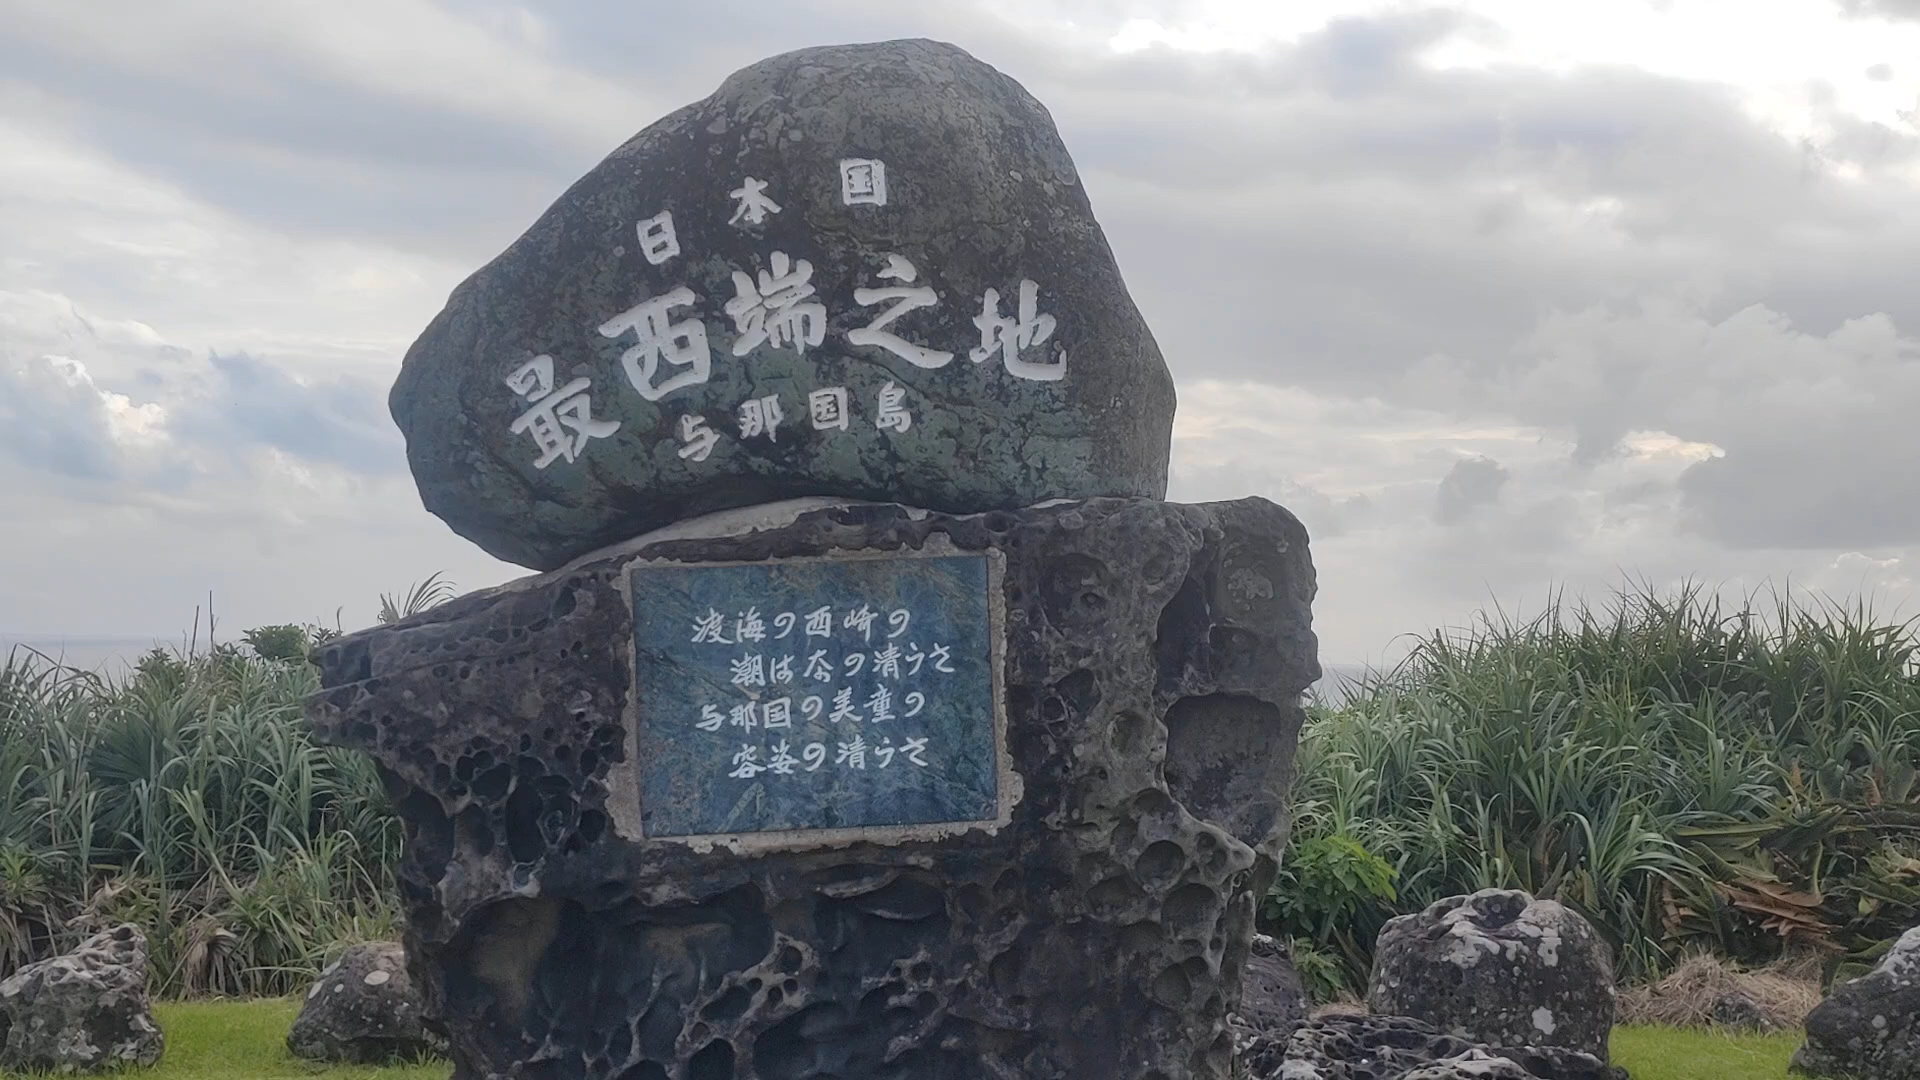 日本国
最西端之地
与那国島
渡海の西崎の
潮はなの清うさ
与那国の美童の
容姿の清うさ